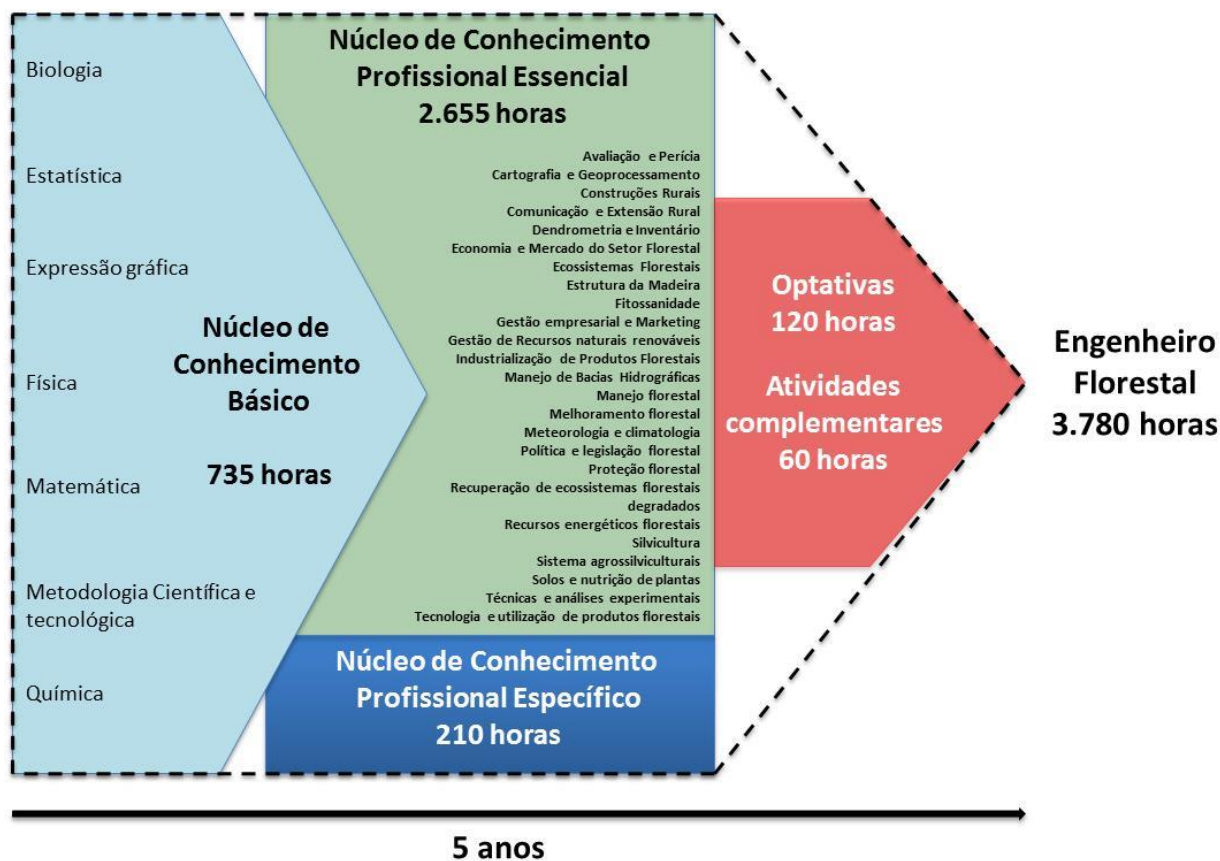 Biologia
Estatística
Expressão gráfica
Física
Matemática
Metodologia Científica e
tecnológica
Química
Núcleo de
Conhecimento
Básico
735 horas
Núcleo de Conhecimento
Profissional Essencial
2.655 horas
Avaliação e Perícia
Cartografia e Geoprocessamento
Construções Rurais
Comunicação e Extensão Rural
Dendrometria e Inventário
Economia e Mercado do Setor Florestal
Ecossistemas Florestais
Estrutura da Madeira
Fitossanidade
Gestão empresarial e Marketing
Gestão de Recursos naturais renováveis
Industrialização de Produtos Florestais
Manejo de Bacias Hidrográficas
Manejo florestal
Melhoramento florestal
Meteorologia e climatologia
Política e legislação florestal
Proteção florestal
Recuperação de ecossistemas florestais
degradados
Recursos energéticos florestais
Silvicultura
Sistema agrossilviculturais
Solos e nutrição de plantas
Técnicas e análises experimentais
Tecnologia e utilização de produtos florestais
Núcleo de Conhecimento
Profissional Específico
210 horas
Optativas
120 horas
Atividades
complementares
60 horas
Engenheiro
Florestal
3.780 horas
5 anos